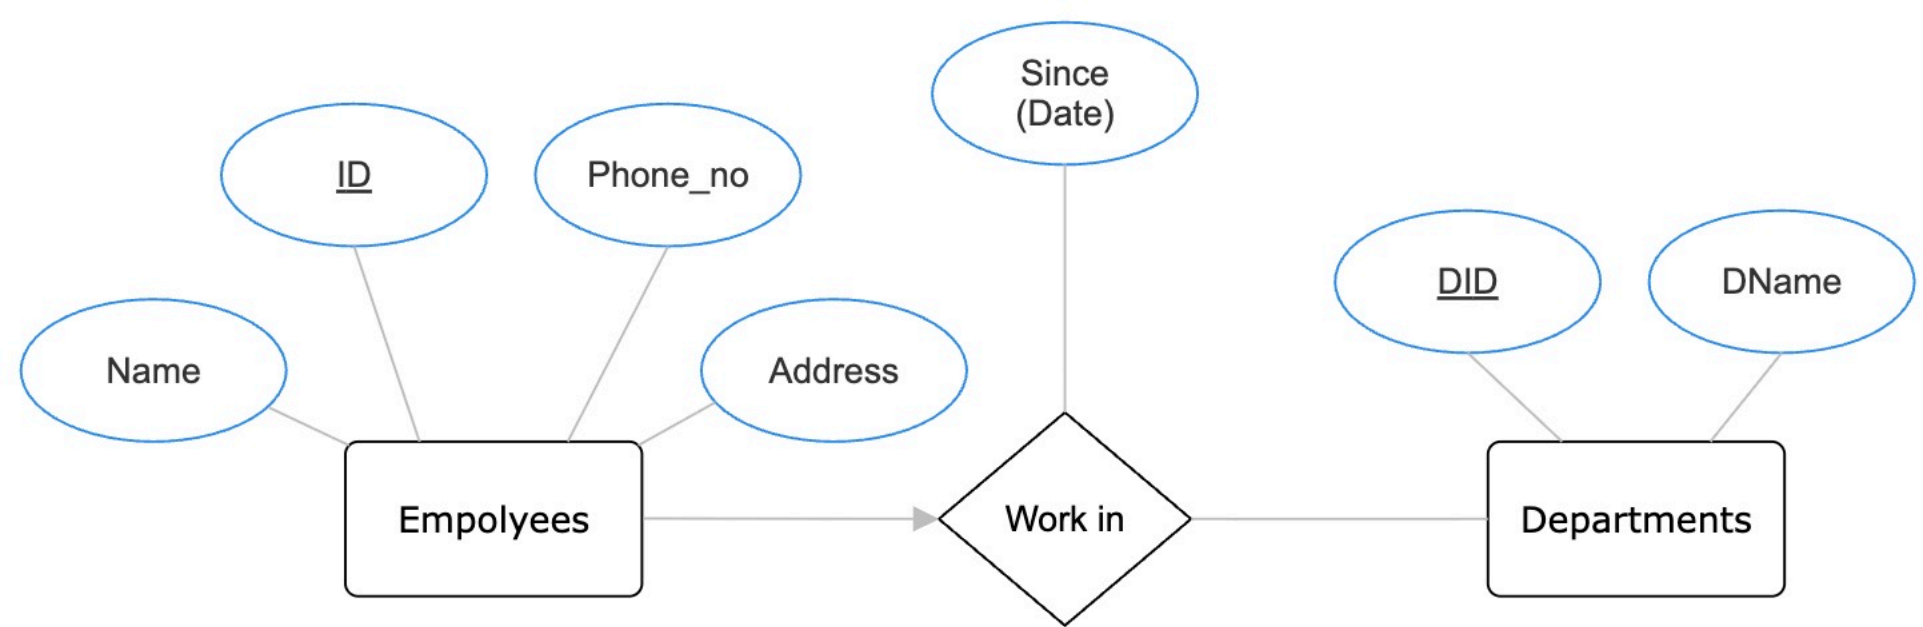 Since
(Date)
ID
Phone_no
DID
DName
Name
Address
Empolyees
Work in
Departments